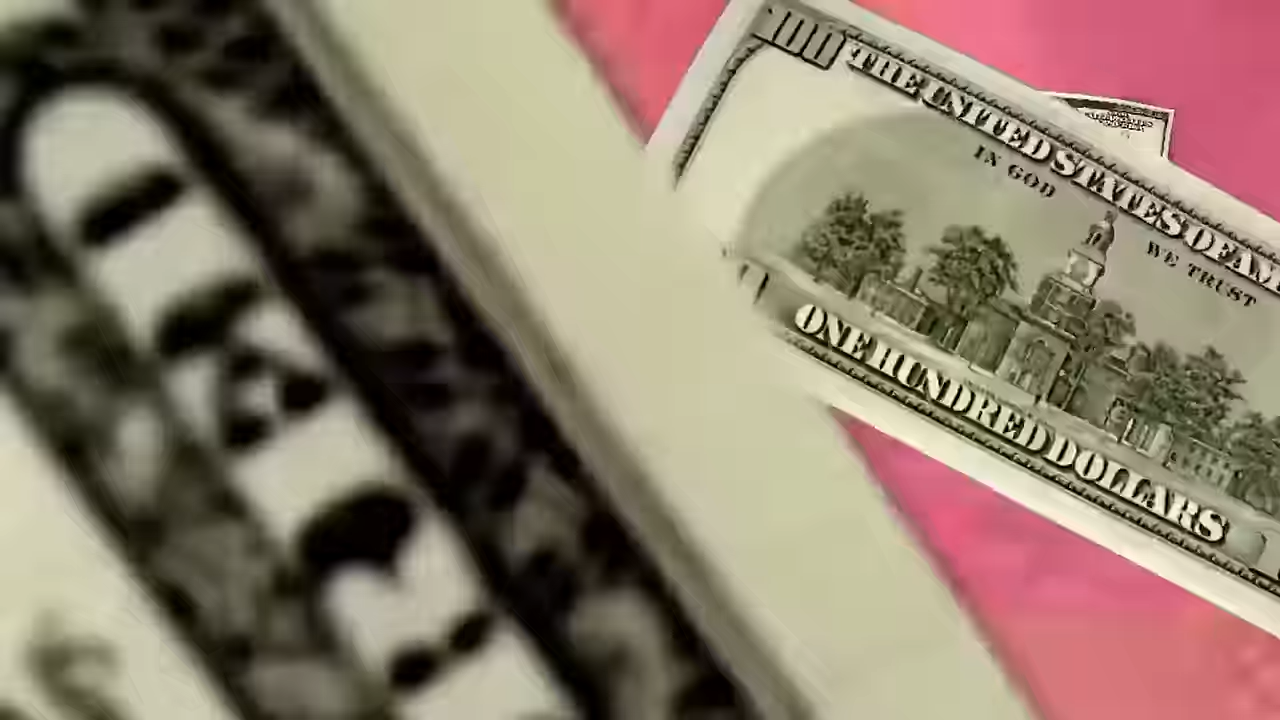 100
THE UNITED STATES OF AM
IN GOD
WE TRUST
ONE HUNDRED DOLLARS